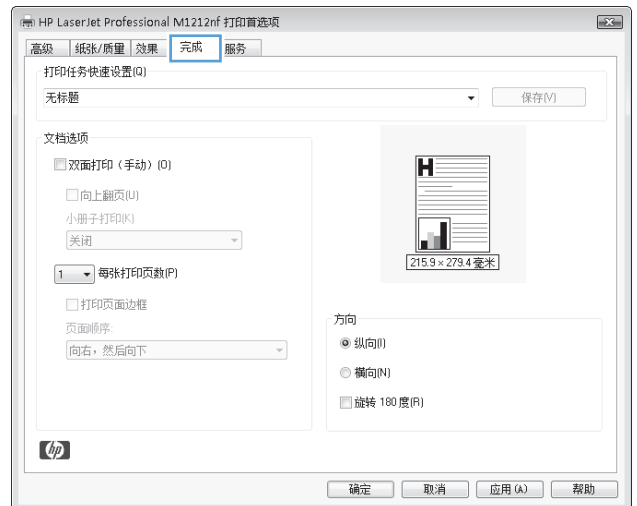 HP LaserJet Professional M1212nf 打印首选项
高级 纸张/质量 效果 完成 服务
打印任务快速设置(Q)
无标题
保存(V)
文档选项
双面打印（手动）(O)
向上翻页(U)
小册子打印(K)
关闭
1 每张打印页数(P)
打印页面边框
页面顺序:
向右，然后向下
H
215.9 × 279.4 毫米
方向
纵向(I)
横向(N)
旋转 180 度(R)
hp
确定 取消 应用(A) 帮助